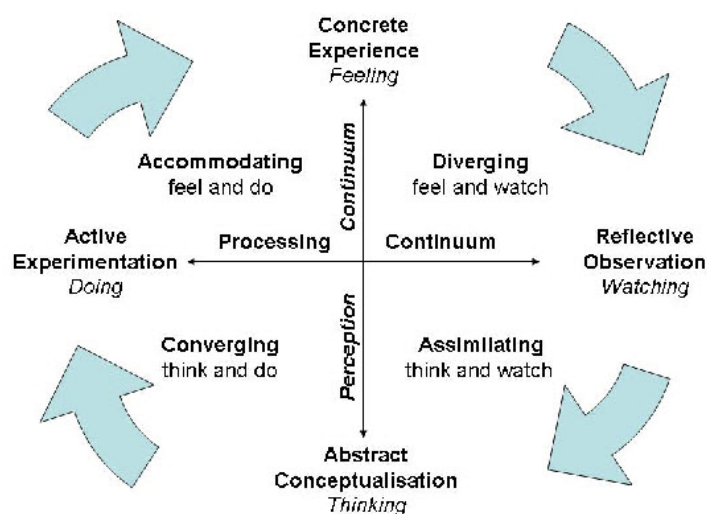 Concrete
Experience
Feeling
Continuum
Accommodating
feel and do
Diverging
feel and watch
Active
Experimentation
Doing
Processing
Continuum
Reflective
Observation
Watching
Perception
Converging
think and do
Assimilating
think and watch
Abstract
Conceptualisation
Thinking